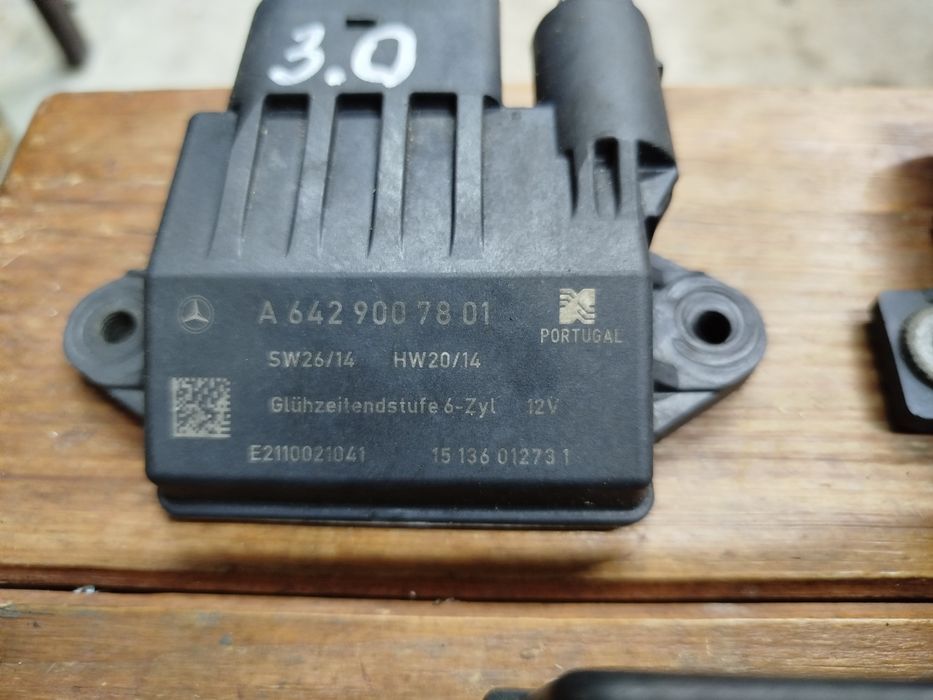 3.0
A 642 900 78 01
PORTUGAL
SW26/14 HW20/14
Glühzeitendstufe 6-Zyl 12V
E2110021041 15 136 01273 1